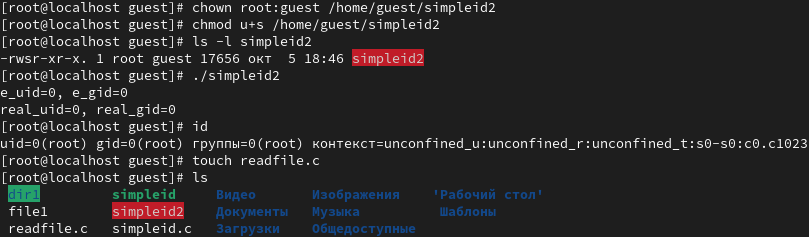 [root@localhost guest]# chown root:guest /home/guest/simpleid2
[root@localhost guest]# chmod u+s /home/guest/simpleid2
[root@localhost guest]# ls -l simpleid2
-rwsr-xr-x. 1 root guest 17656 окт  5 18:46 simpleid2
[root@localhost guest]# ./simpleid2
e_uid=0, e_gid=0
real_uid=0, real_gid=0
[root@localhost guest]# id
uid=0(root) gid=0(root) группы=0(root) контекст=unconfined_u:unconfined_r:unconfined_t:s0-s0:c0.c1023
[root@localhost guest]# touch readfile.c
[root@localhost guest]# ls
dir1 simpleid Видео Изображения 'Рабочий стол'
file1 simpleid2 Документы Музыка Шаблоны
readfile.c simpleid.c Загрузки Общедоступные